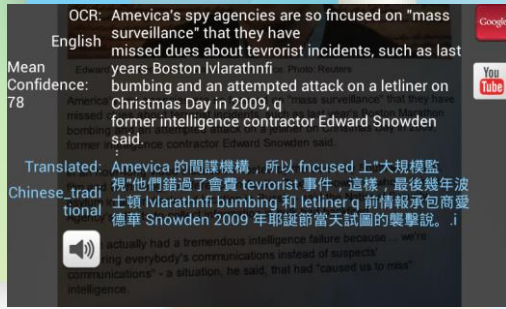 OCR: Amevica's spy agencies are so fncused on "mass
English surveillance" that they have
missed dues about tevrorist incidents, such as last
Mean years Boston lvlarathnfi
Confidence: bumbing and an attempted attack on a letliner on
78 Christmas Day in 2009, q
former intelligence contractor Edward Snowden
said.
:
Translated: Amevica 的間諜機構，所以 fncused 上"大規模監
Chinese_tradi 視"他們錯過了會費 tevrorist 事件，這樣，最後幾年波
tional 士頓 lvlarathnfi bumbing 和 letliner q 前情報承包商愛
德華 Snowden 2009 年耶誕節當天試圖的襲擊說。.i
actually had a tremendous intelligence failure because... we're
ring everybody's communications instead of suspects'
communications" - a situation, he said, that had "caused us to miss"
intelligence.
Google
You
Tube